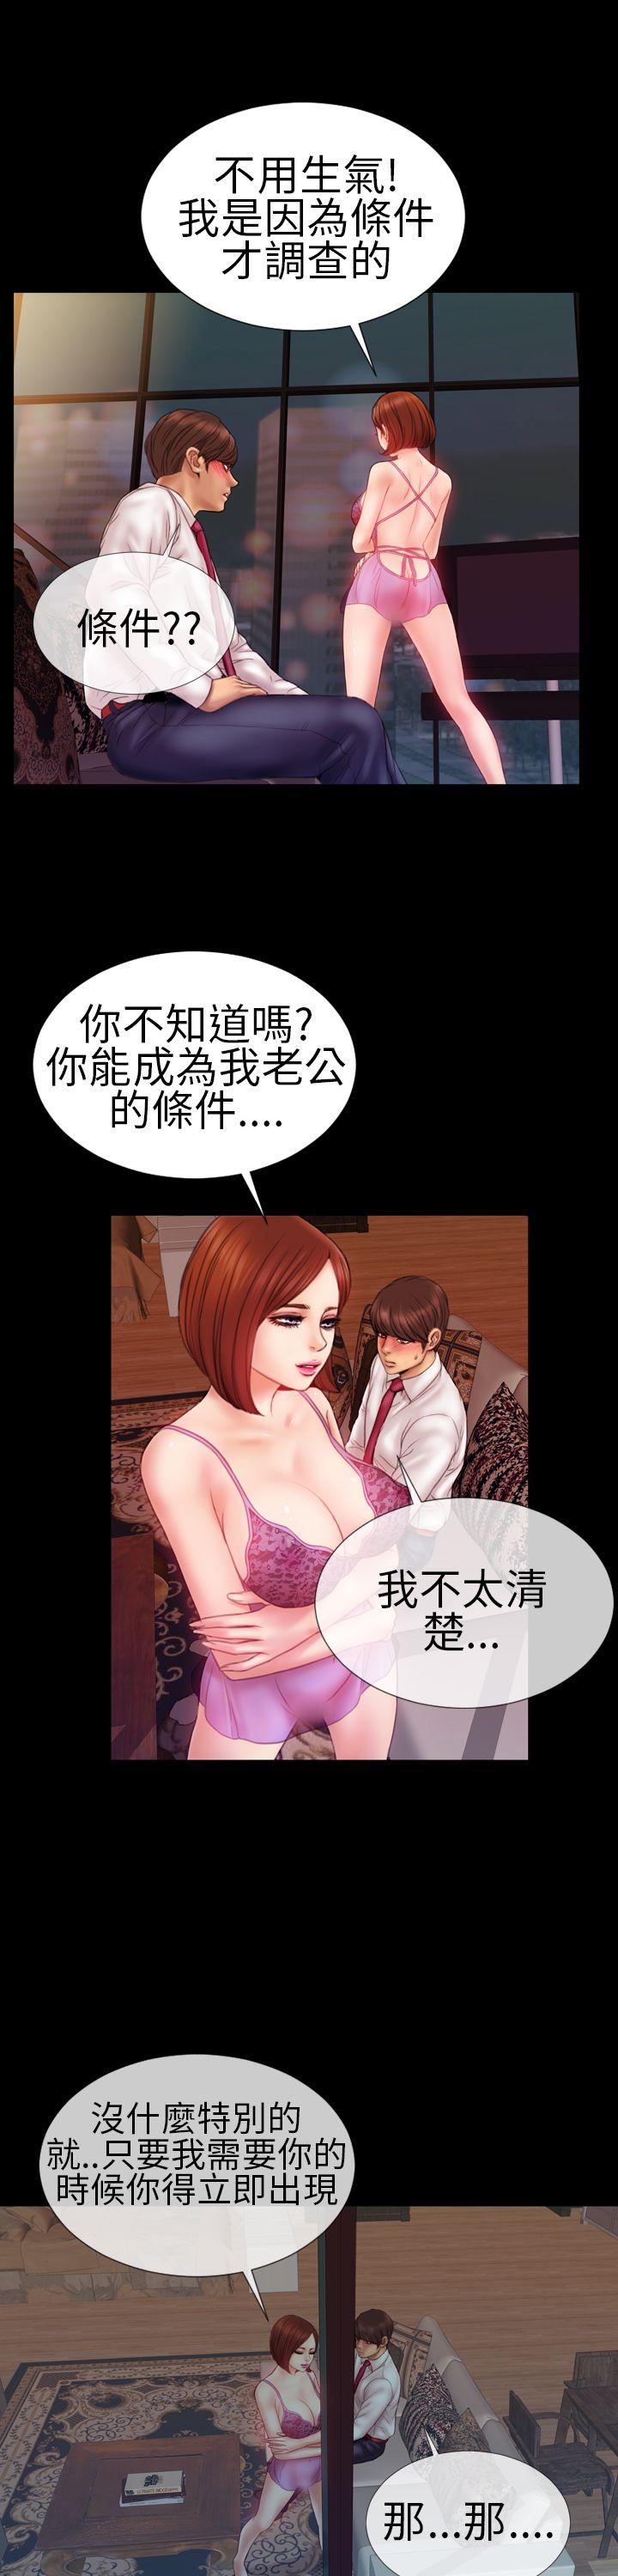 不用生氣!
我是因為條件
才調查的
條件??
你不知道嗎?
你能成為我老公
的條件....
我不太清
楚...
沒什麼特別的
就..只要我需要你的
時候你得立即出現
那...那....